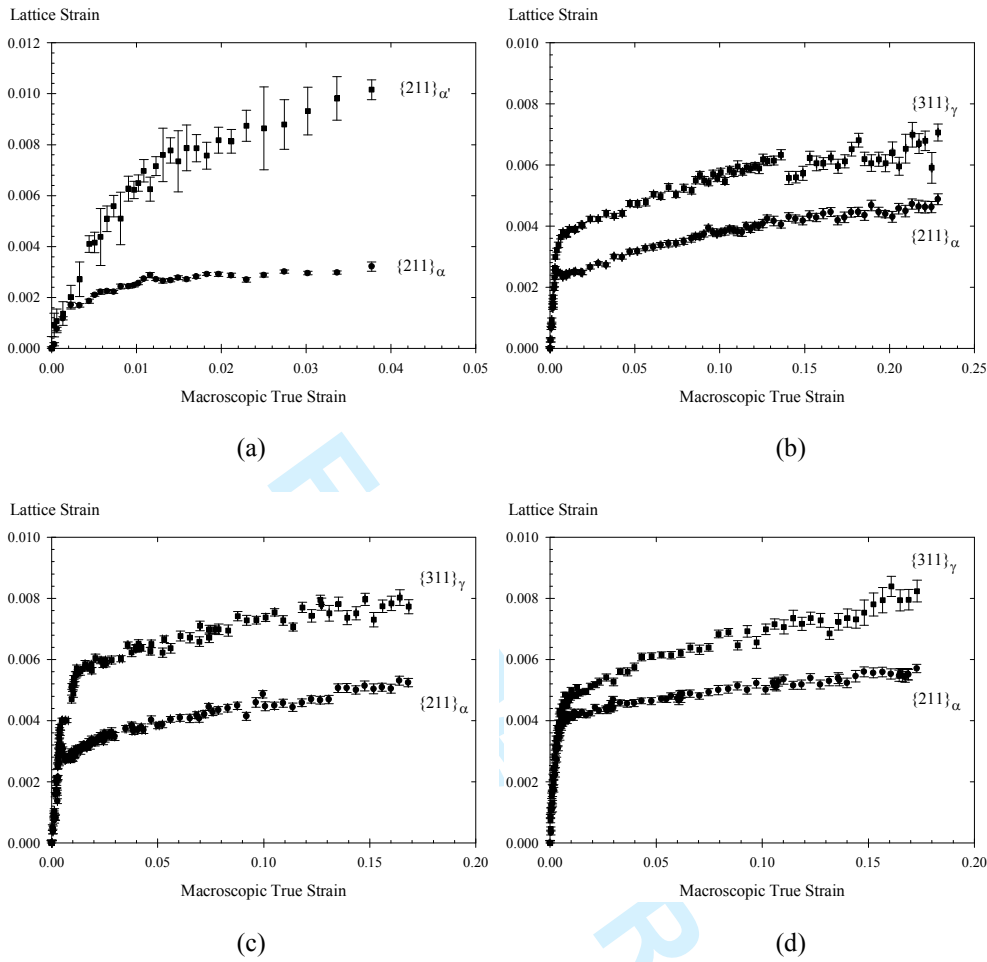 Lattice Strain
0.012
0.010
0.008
0.006
0.004
0.002
0.000
0.00 0.01 0.02 0.03 0.04 0.05
Macroscopic True Strain
{211}α'
{211}α
(a)
Lattice Strain
0.010
0.008
0.006
0.004
0.002
0.000
0.00 0.05 0.10 0.15 0.20 0.25
Macroscopic True Strain
{311}γ
{211}α
(b)
Lattice Strain
0.010
0.008
0.006
0.004
0.002
0.000
0.00 0.05 0.10 0.15 0.20
Macroscopic True Strain
{311}γ
{211}α
(c)
Lattice Strain
0.010
0.008
0.006
0.004
0.002
0.000
0.00 0.05 0.10 0.15 0.20
Macroscopic True Strain
{311}γ
{211}α
(d)